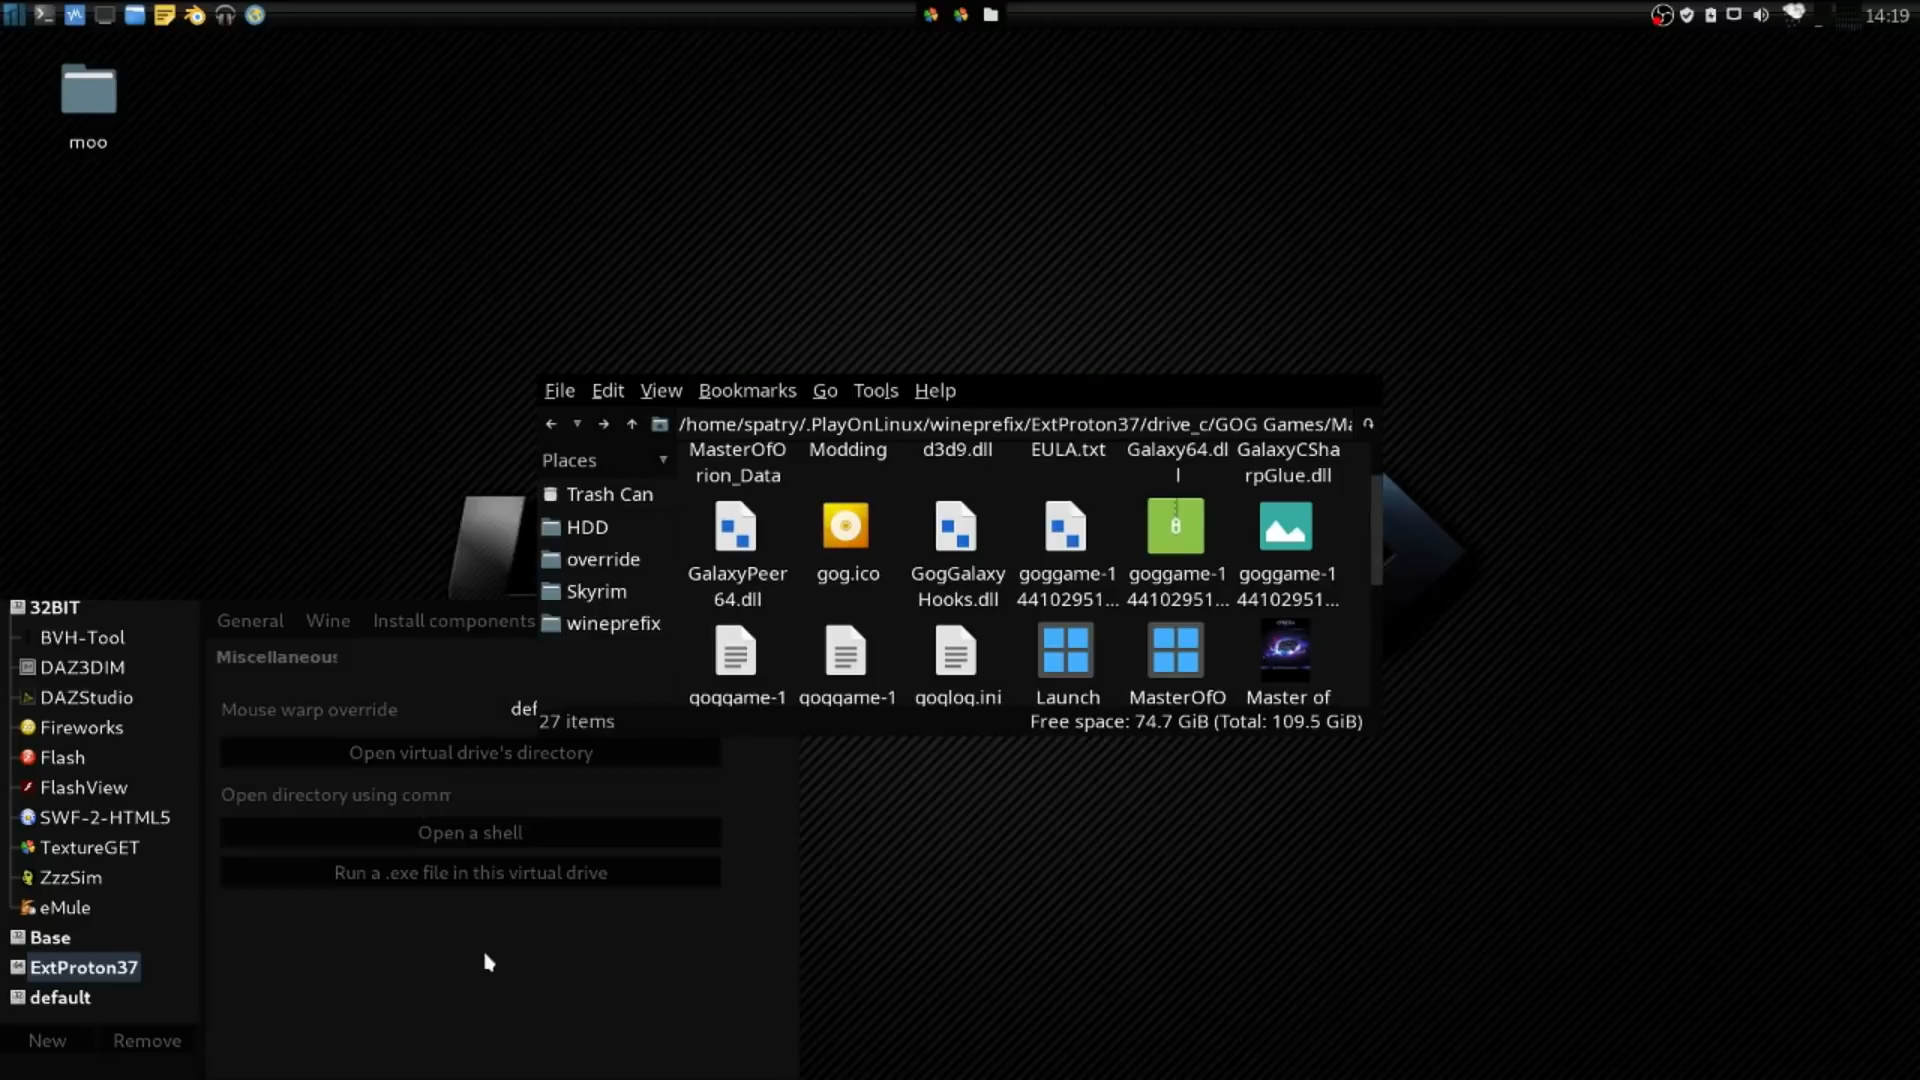 14:19
moo
File Edit View Bookmarks Go Tools Help
/home/spatry/.PlayOnLinux/wineprefix/ExtProton37/drive_c/GOG Games/Ma
Places
Trash Can
HDD
override
Skyrim
wineprefix
MasterOfO
rion_Data
Modding
d3d9.dll
EULA.txt
Galaxy64.dl
l
GalaxyCSha
rpGlue.dll
GalaxyPeer
64.dll
gog.ico
GogGalaxy
Hooks.dll
goggame-1
44102951...
goggame-1
44102951...
goggame-1
44102951...
goggame-1
goggame-1
goglog.ini
Launch
MasterOfO
Master of
27 items
Free space: 74.7 GiB (Total: 109.5 GiB)
32BIT
BVH-Tool
DAZ3DIM
DAZStudio
Fireworks
Flash
FlashView
SWF-2-HTML5
TextureGET
ZzzSim
eMule
Base
ExtProton37
default
New Remove
General Wine Install components
Miscellaneous
Mouse warp override def
Open virtual drive's directory
Open directory using comm
Open a shell
Run a .exe file in this virtual drive